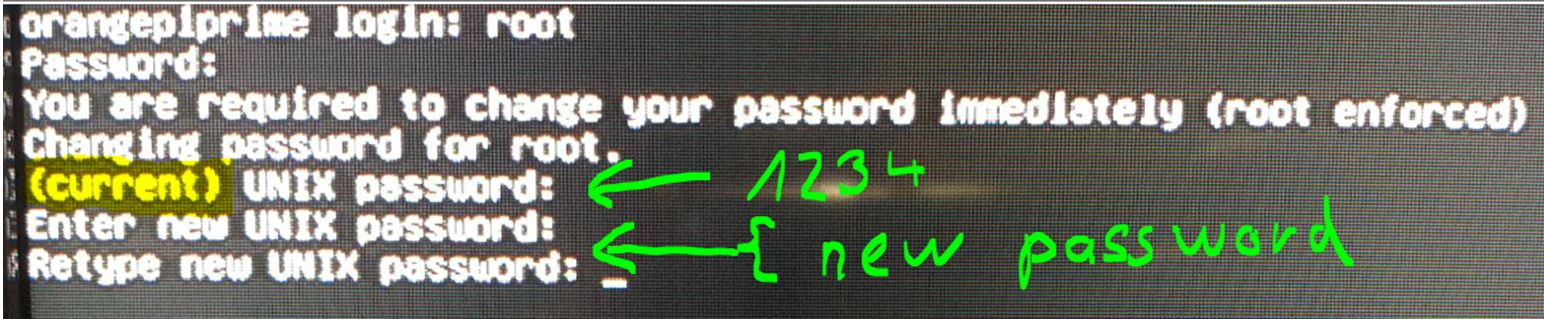 orangepiprime login: root
Password:
You are required to change your password immediately (root enforced)
Changing password for root.
(current) UNIX password: ← 1234
Enter new UNIX password:
Retype new UNIX password: _ ← { new password